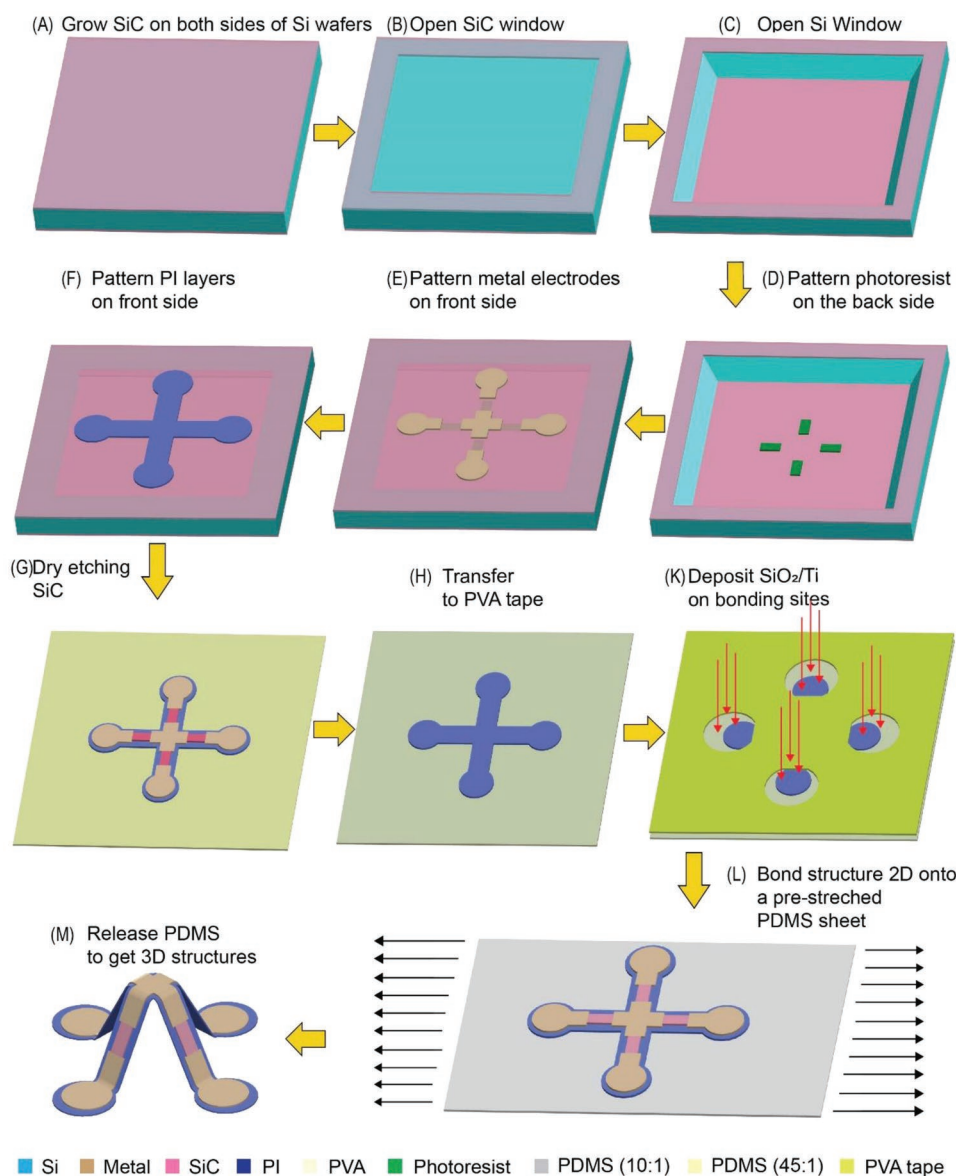 (A) Grow SiC on both sides of Si wafers
(B) Open SiC window
(C) Open Si Window
(F) Pattern PI layers
on front side
(E) Pattern metal electrodes
on front side
(D) Pattern photoresist
on the back side
(G) Dry etching
SiC
(H) Transfer
to PVA tape
(K) Deposit SiO₂/Ti
on bonding sites
(L) Bond structure 2D onto
a pre-streched
PDMS sheet
(M) Release PDMS
to get 3D structures
Si Metal SiC PI PVA Photoresist PDMS (10:1) PDMS (45:1) PVA tape